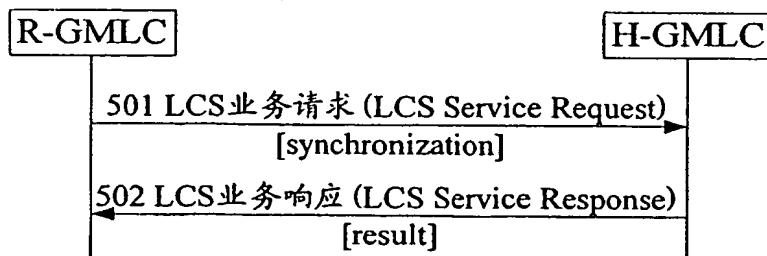 R-GMLC
H-GMLC
501 LCS业务请求 (LCS Service Request)
[synchronization]
502 LCS业务响应 (LCS Service Response)
[result]